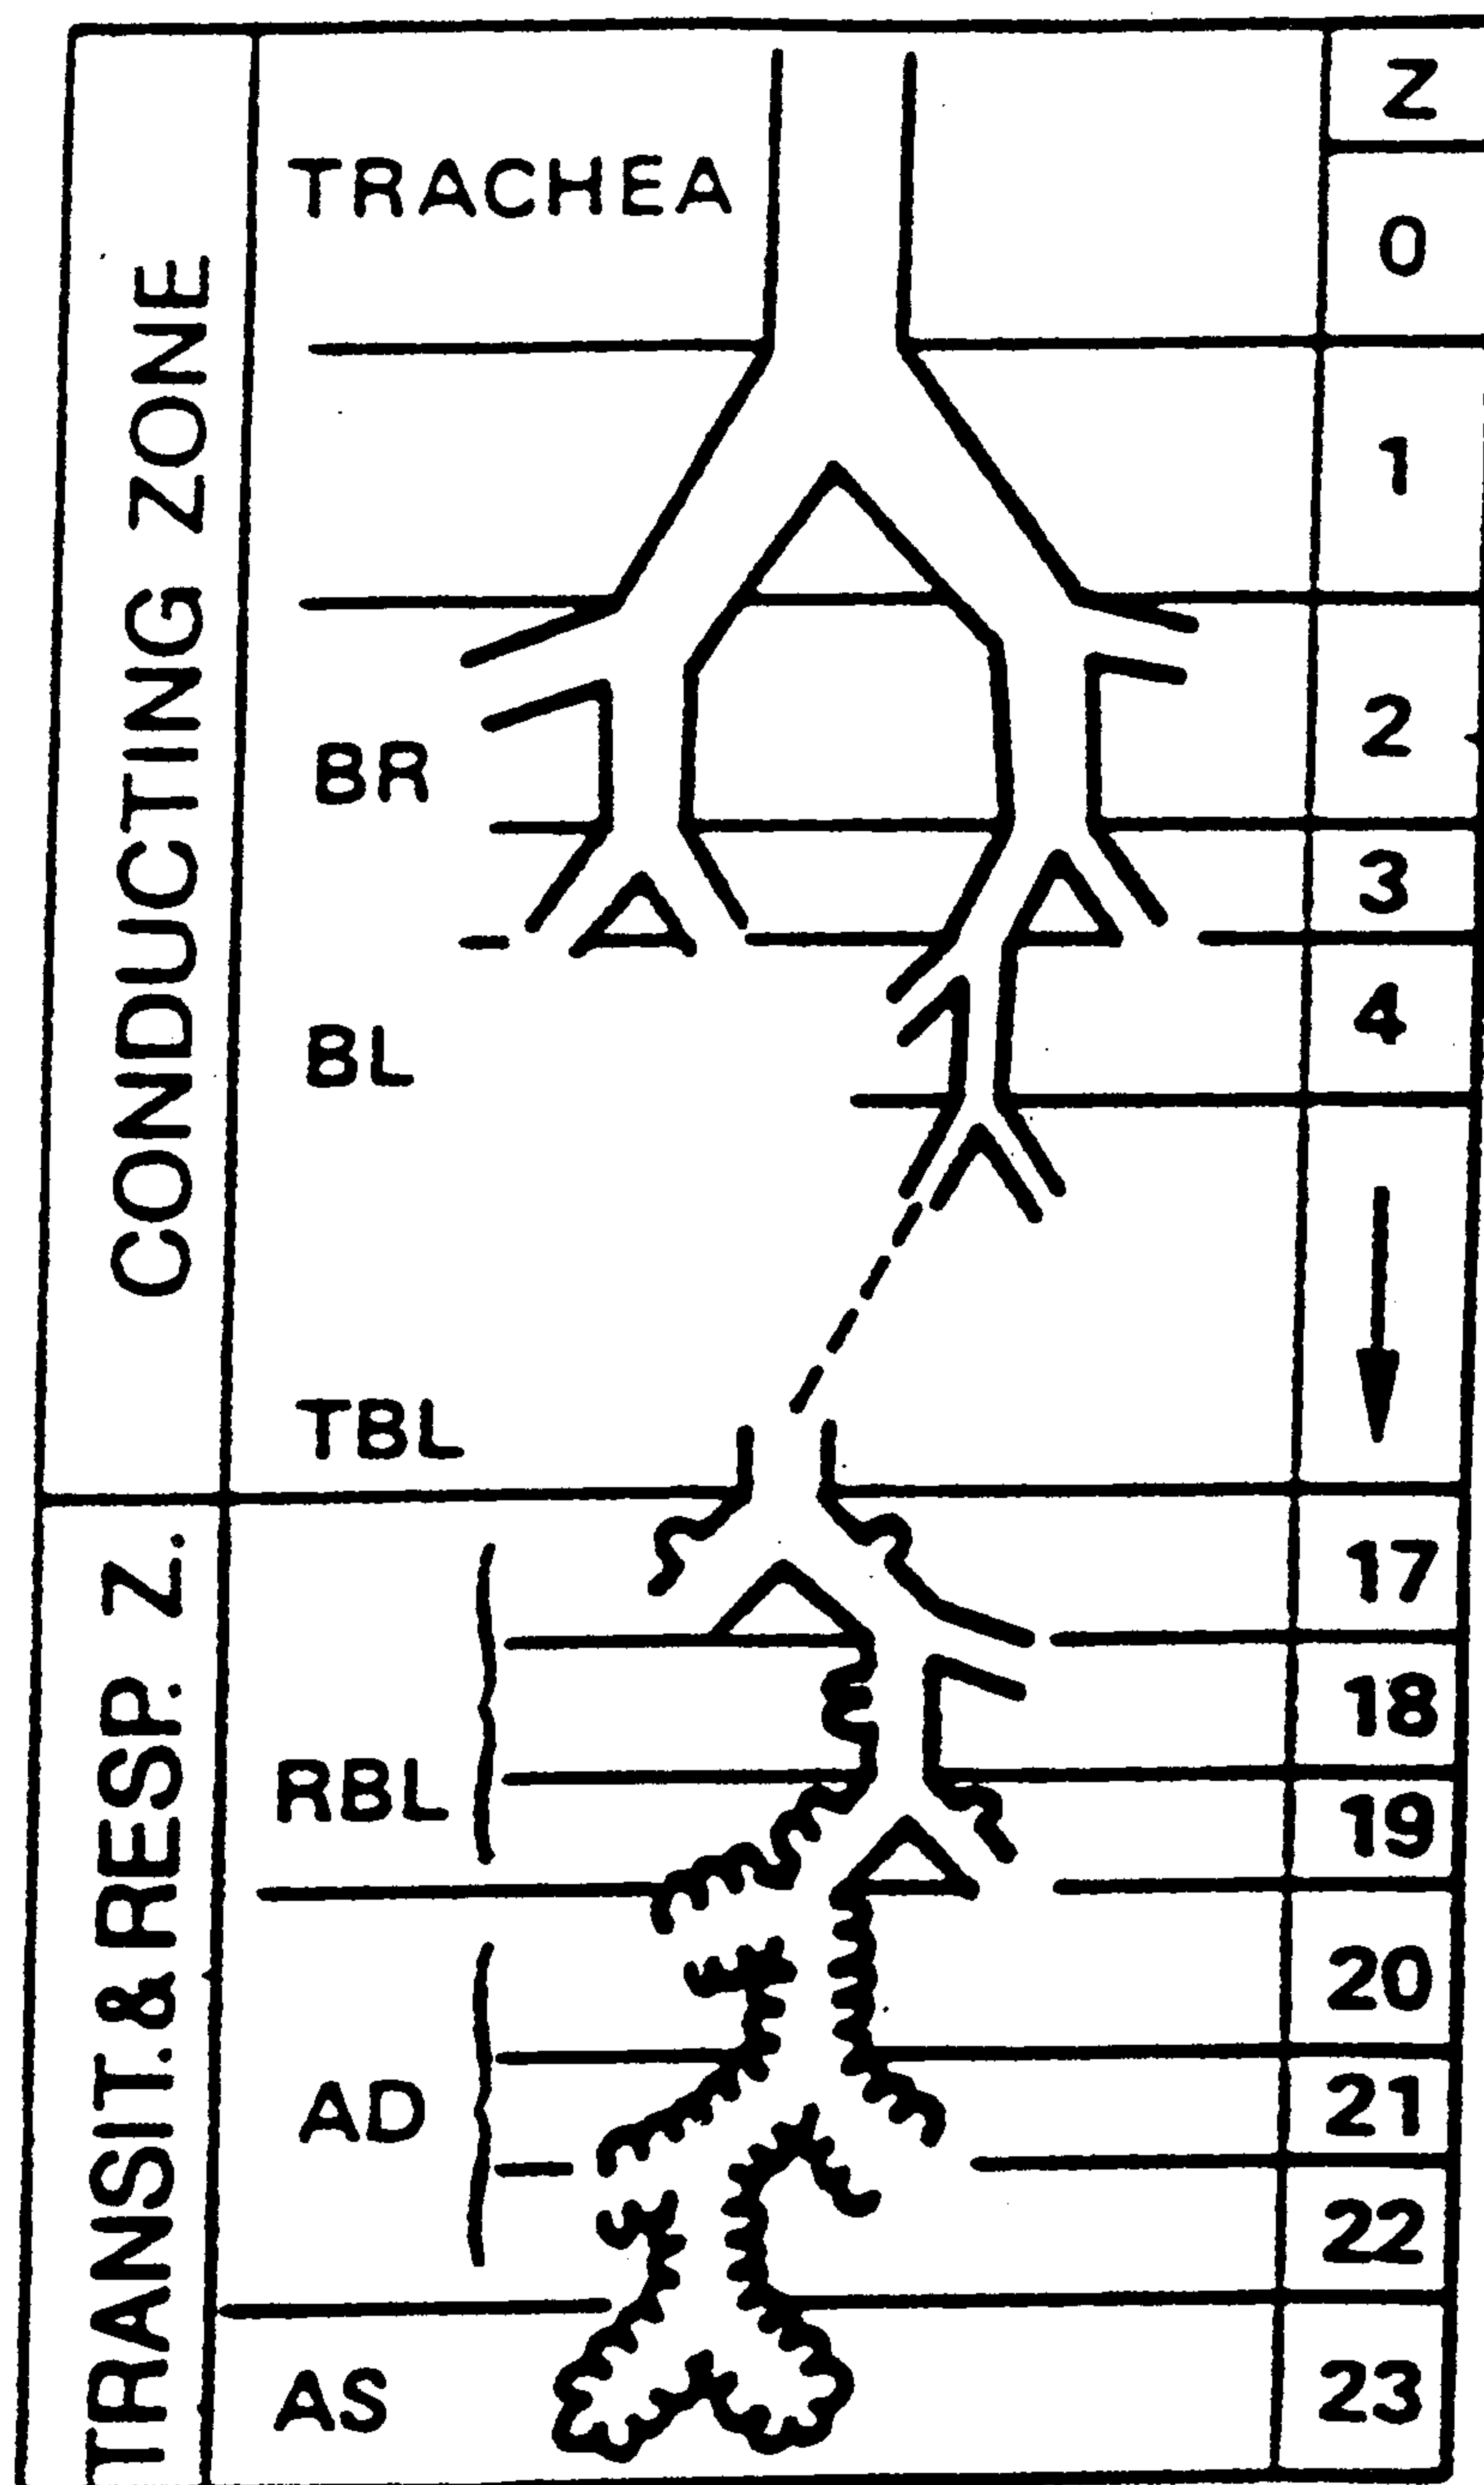 Z
TRACHEA
0
1
CONDUCTING ZONE
BR
2
3
BL
4
TBL
17
18
RBL
19
TRANSIT. & RESP. Z.
20
AD
21
22
AS
23